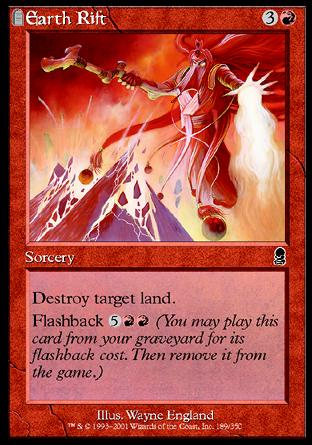 Earth Rift 3
Sorcery
Destroy target land.
Flashback 5 (You may play this
card from your graveyard for its
flashback cost. Then remove it from
the game.)
Illus. Wayne England
™ & © 1993–2001 Wizards of the Coast, Inc. 189/350